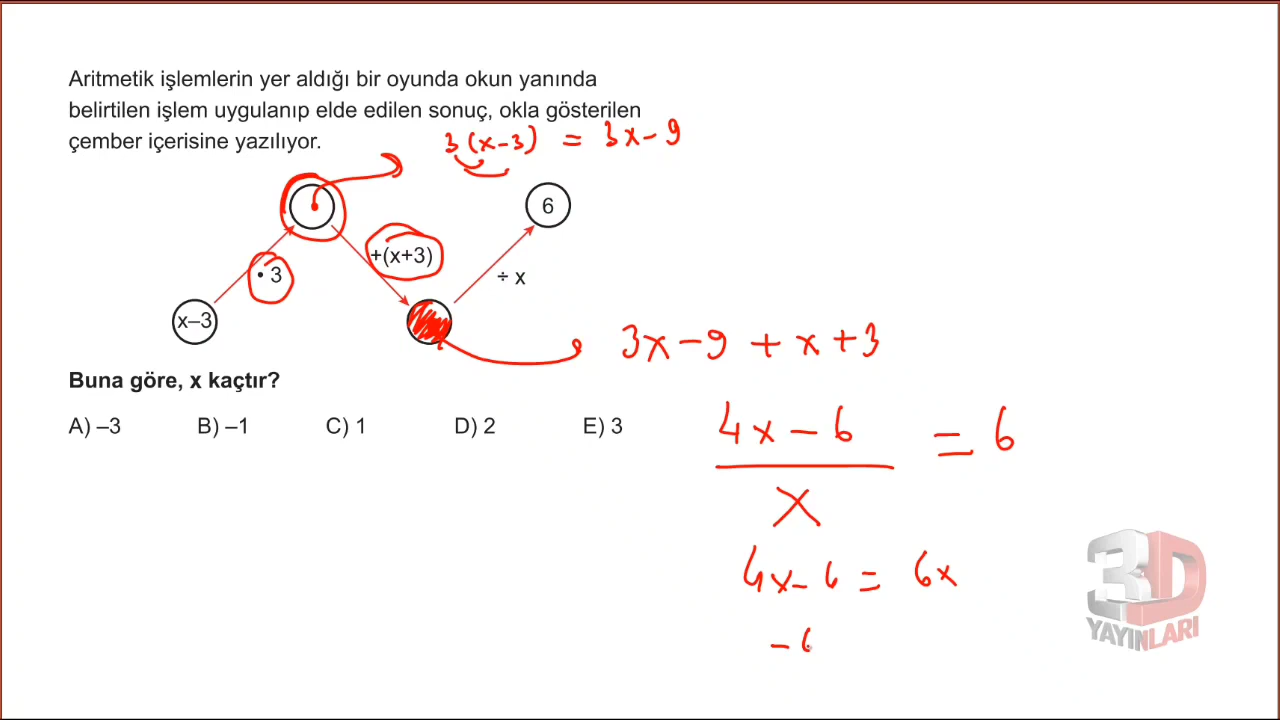 Aritmetik işlemlerin yer aldığı bir oyunda okun yanında
belirtilen işlem uygulanıp elde edilen sonuç, okla gösterilen
çember içerisine yazılıyor.
3(x-3) = 3x-9
6
+(x+3)
• 3
÷ x
x–3
3x-9+x+3
Buna göre, x kaçtır?
A) –3 B) –1 C) 1 D) 2 E) 3
4x-6 = 6
x
4x-6 = 6x
-6
3D
YAYINLARI